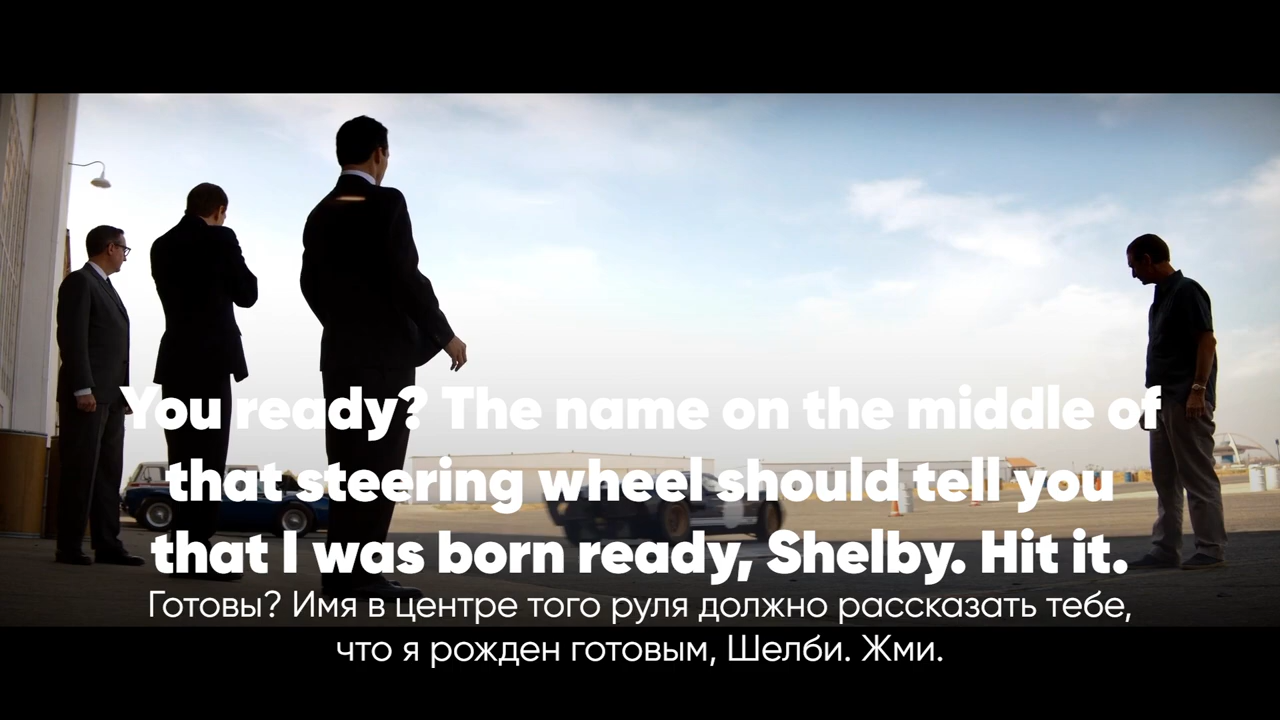 You ready? The name on the middle of
that steering wheel should tell you
that I was born ready, Shelby. Hit it.
Готовы? Имя в центре того руля должно рассказать тебе,
что я рожден готовым, Шелби. Жми.